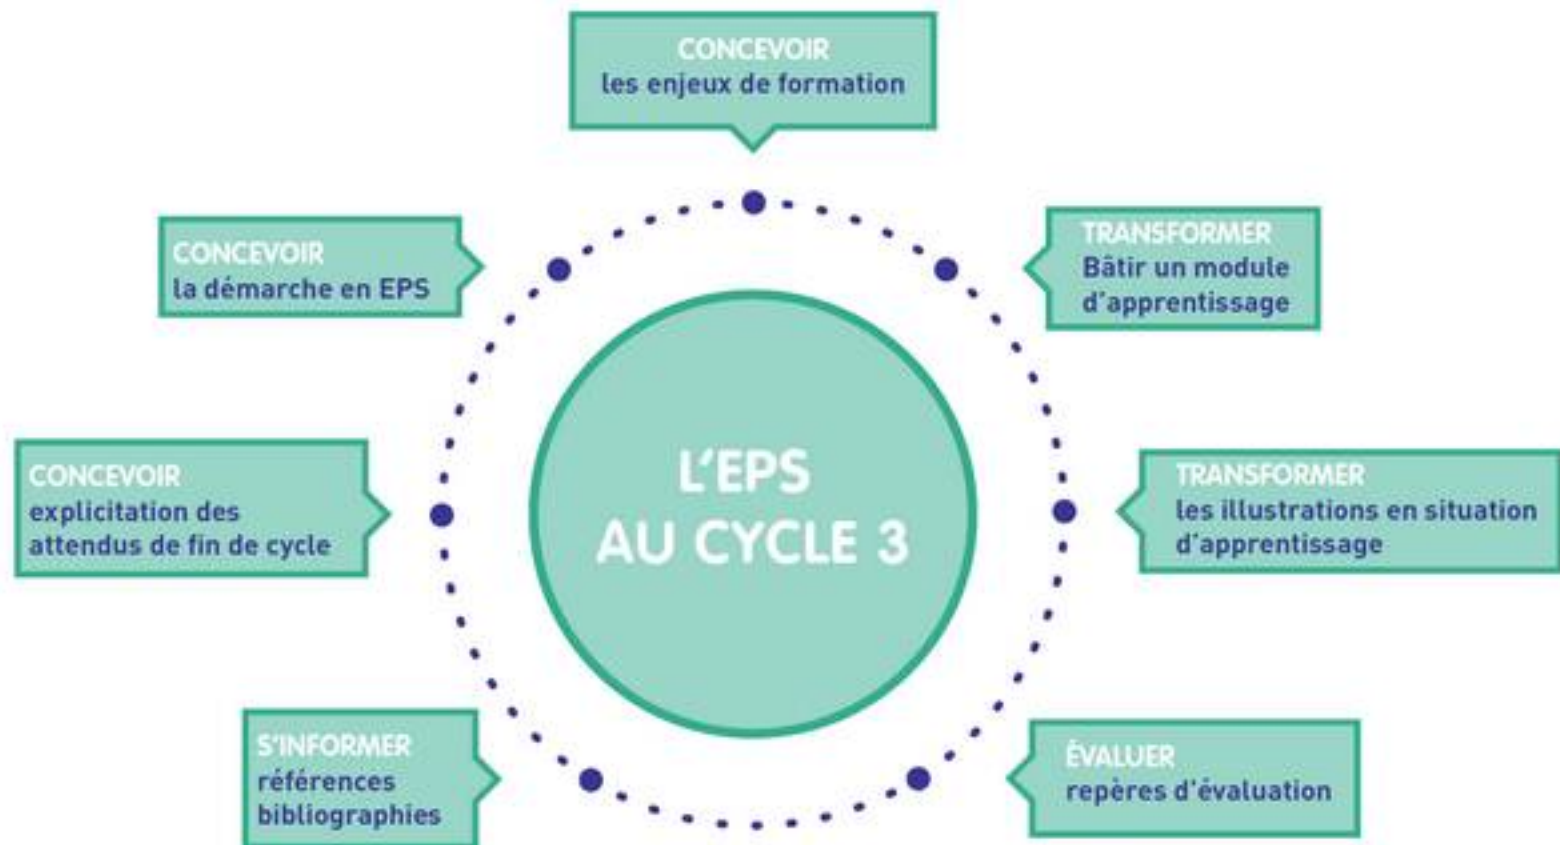 CONCEVOIR
les enjeux de formation
CONCEVOIR
la démarche en EPS
TRANSFORMER
Bâtir un module
d'apprentissage
L'EPS
AU CYCLE 3
CONCEVOIR
explicitation des
attendus de fin de cycle
TRANSFORMER
les illustrations en situation
d'apprentissage
S'INFORMER
références
bibliographies
ÉVALUER
repères d'évaluation